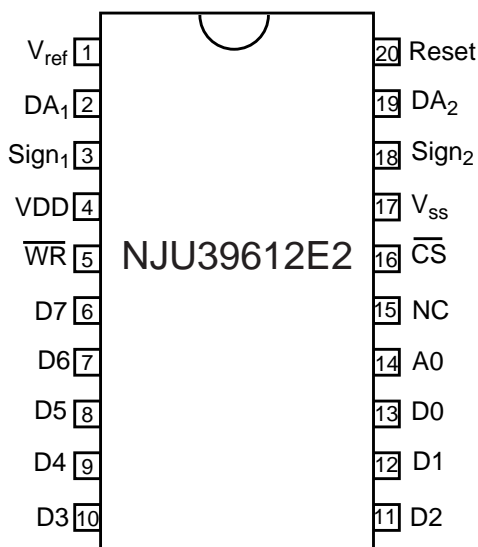 V_ref 1 20 Reset
DA_1 2 19 DA_2
Sign_1 3 18 Sign_2
VDD 4 17 V_ss
W̅R̅ 5 NJU39612E2 16 C̅S̅
D7 6 15 NC
D6 7 14 A0
D5 8 13 D0
D4 9 12 D1
D3 10 11 D2